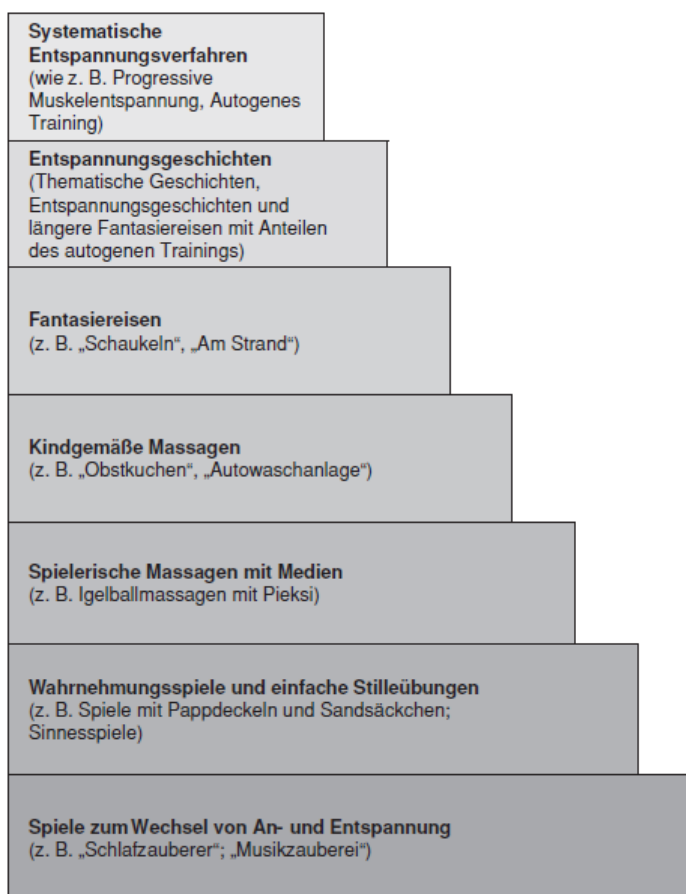 Systematische
Entspannungsverfahren
(wie z. B. Progressive
Muskelentspannung, Autogenes
Training)
Entspannungsgeschichten
(Thematische Geschichten,
Entspannungsgeschichten und
längere Fantasiereisen mit Anteilen
des autogenen Trainings)
Fantasiereisen
(z. B. „Schaukeln“, „Am Strand“)
Kindgemäße Massagen
(z. B. „Obstkuchen“, „Autowaschanlage“)
Spielerische Massagen mit Medien
(z. B. Igelballmassagen mit Pieksi)
Wahrnehmungsspiele und einfache Stilleübungen
(z. B. Spiele mit Pappdeckeln und Sandsäckchen;
Sinnesspiele)
Spiele zum Wechsel von An- und Entspannung
(z. B. „Schlafzauberer“; „Musikzauberei“)